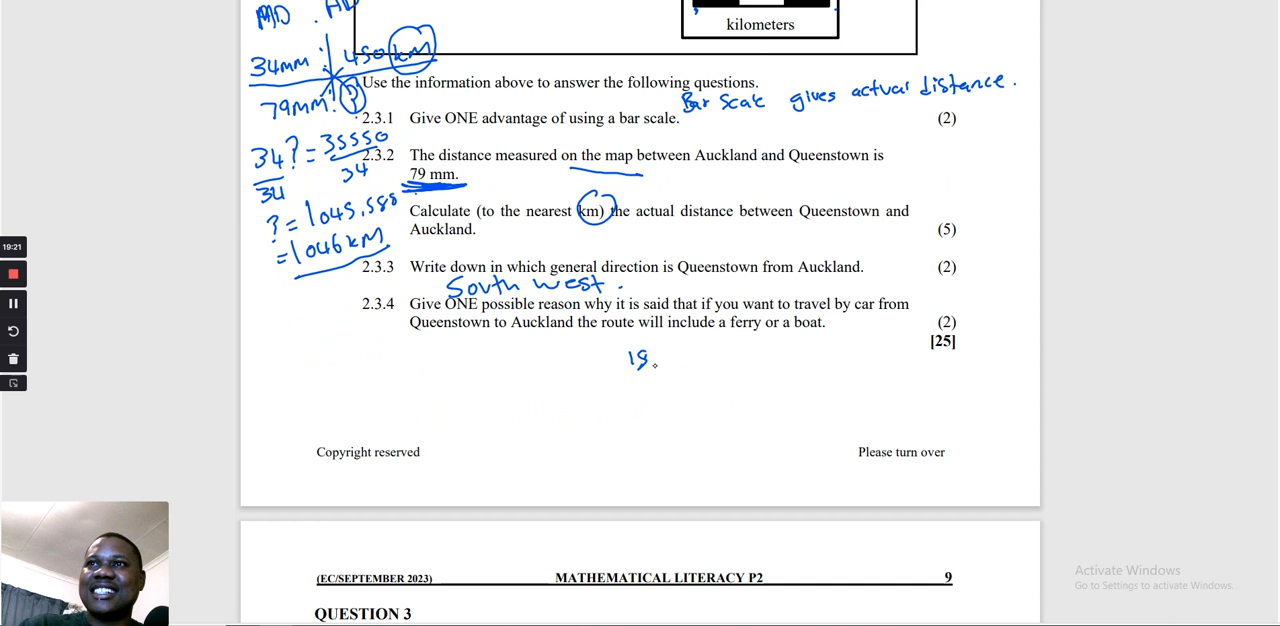 MD . AD
kilometers
34mm : 450 km
Use the information above to answer the following questions.
79mm : ?
Bar Scale gives actual distance.
2.3.1 Give ONE advantage of using a bar scale. (2)
34? = 35550
34 34
2.3.2 The distance measured on the map between Auckland and Queenstown is
79 mm.
? = 1045,588
= 1046 km
Calculate (to the nearest km) the actual distance between Queenstown and
Auckland. (5)
19:21
2.3.3 Write down in which general direction is Queenstown from Auckland. (2)
South west.
2.3.4 Give ONE possible reason why it is said that if you want to travel by car from
Queenstown to Auckland the route will include a ferry or a boat. (2)
[25]
Copyright reserved Please turn over
(EC/SEPTEMBER 2023) MATHEMATICAL LITERACY P2 9
QUESTION 3
Activate Windows
Go to Settings to activate Windows.